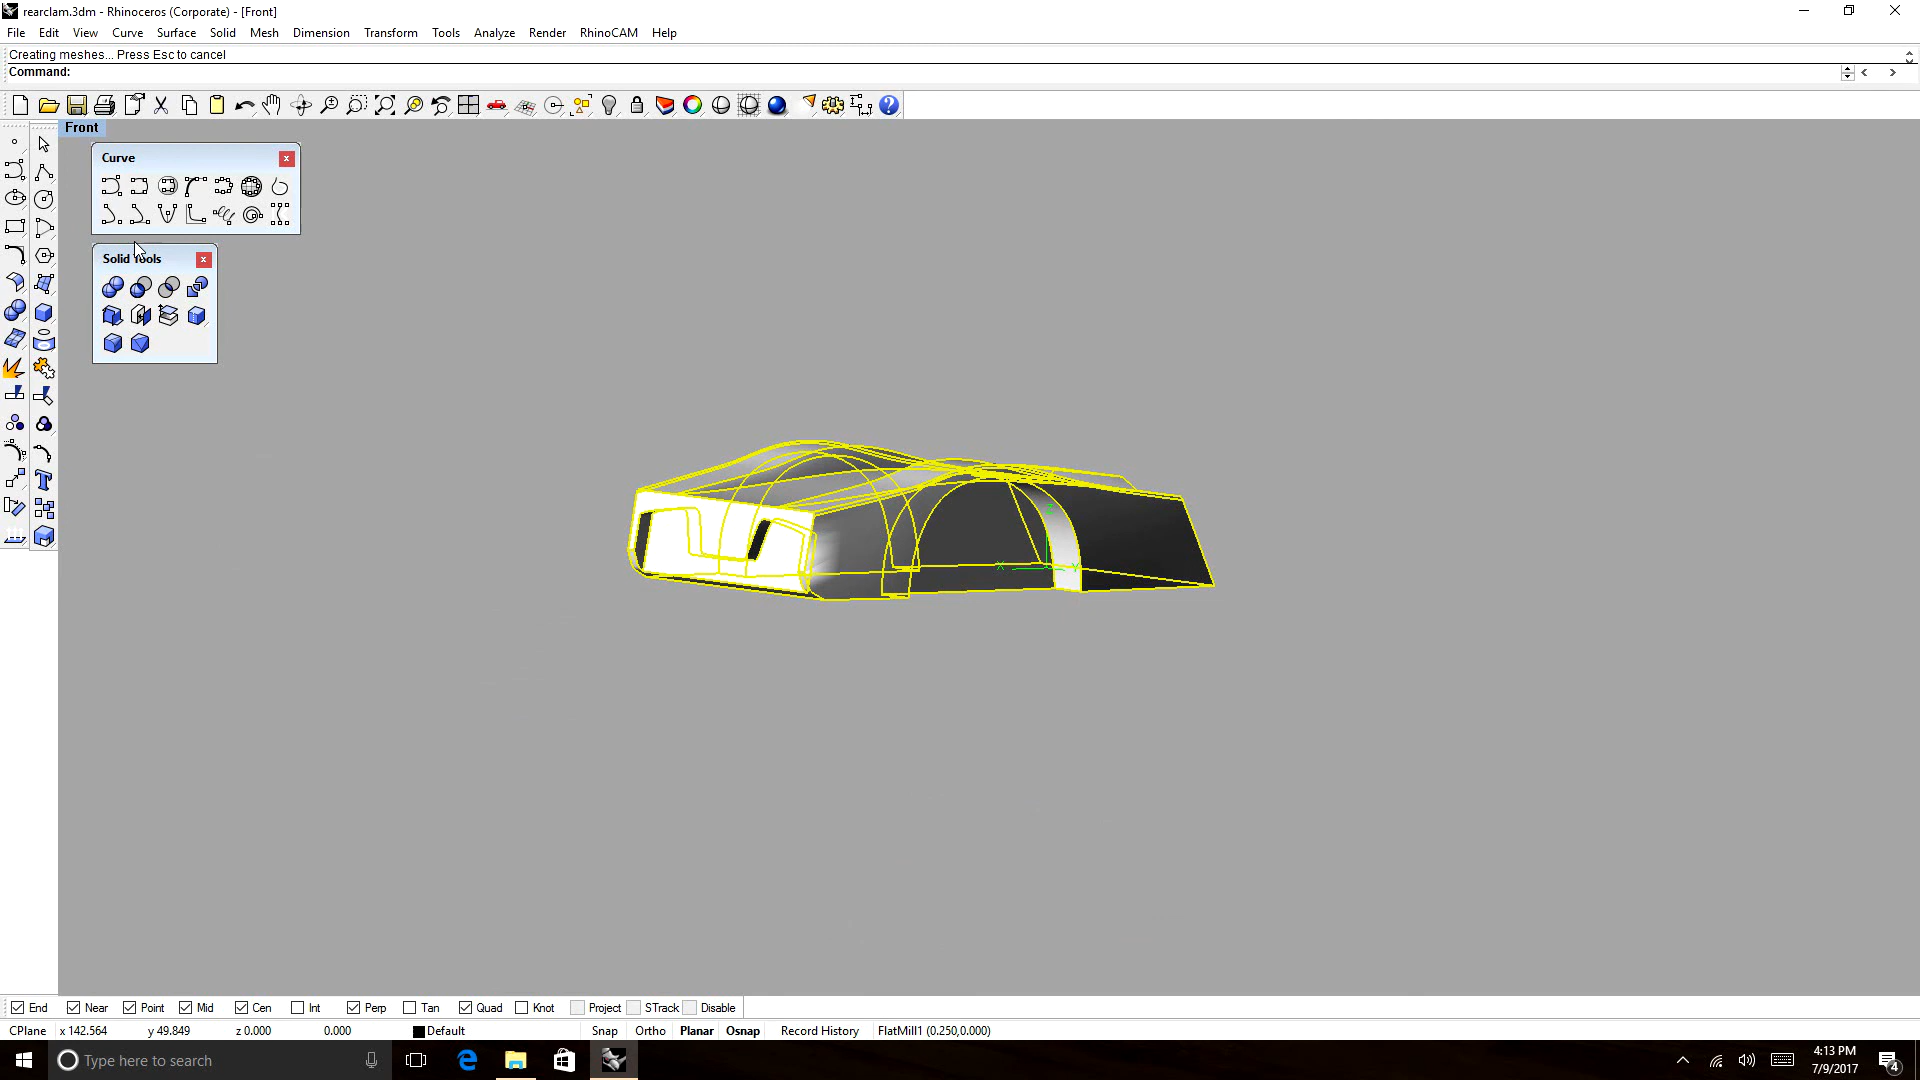 rearclam.3dm - Rhinoceros (Corporate) - [Front]
File Edit View Curve Surface Solid Mesh Dimension Transform Tools Analyze Render RhinoCAM Help
Creating meshes... Press Esc to cancel
Command:
Front
Curve
Solid Tools
X Y
End Near Point Mid Cen Int Perp Tan Quad Knot Project STrack Disable
CPlane x 142.564 y 49.849 z 0.000 0.000 Default Snap Ortho Planar Osnap Record History FlatMill1 (0.250,0.000)
Type here to search
4:13 PM
7/9/2017
4